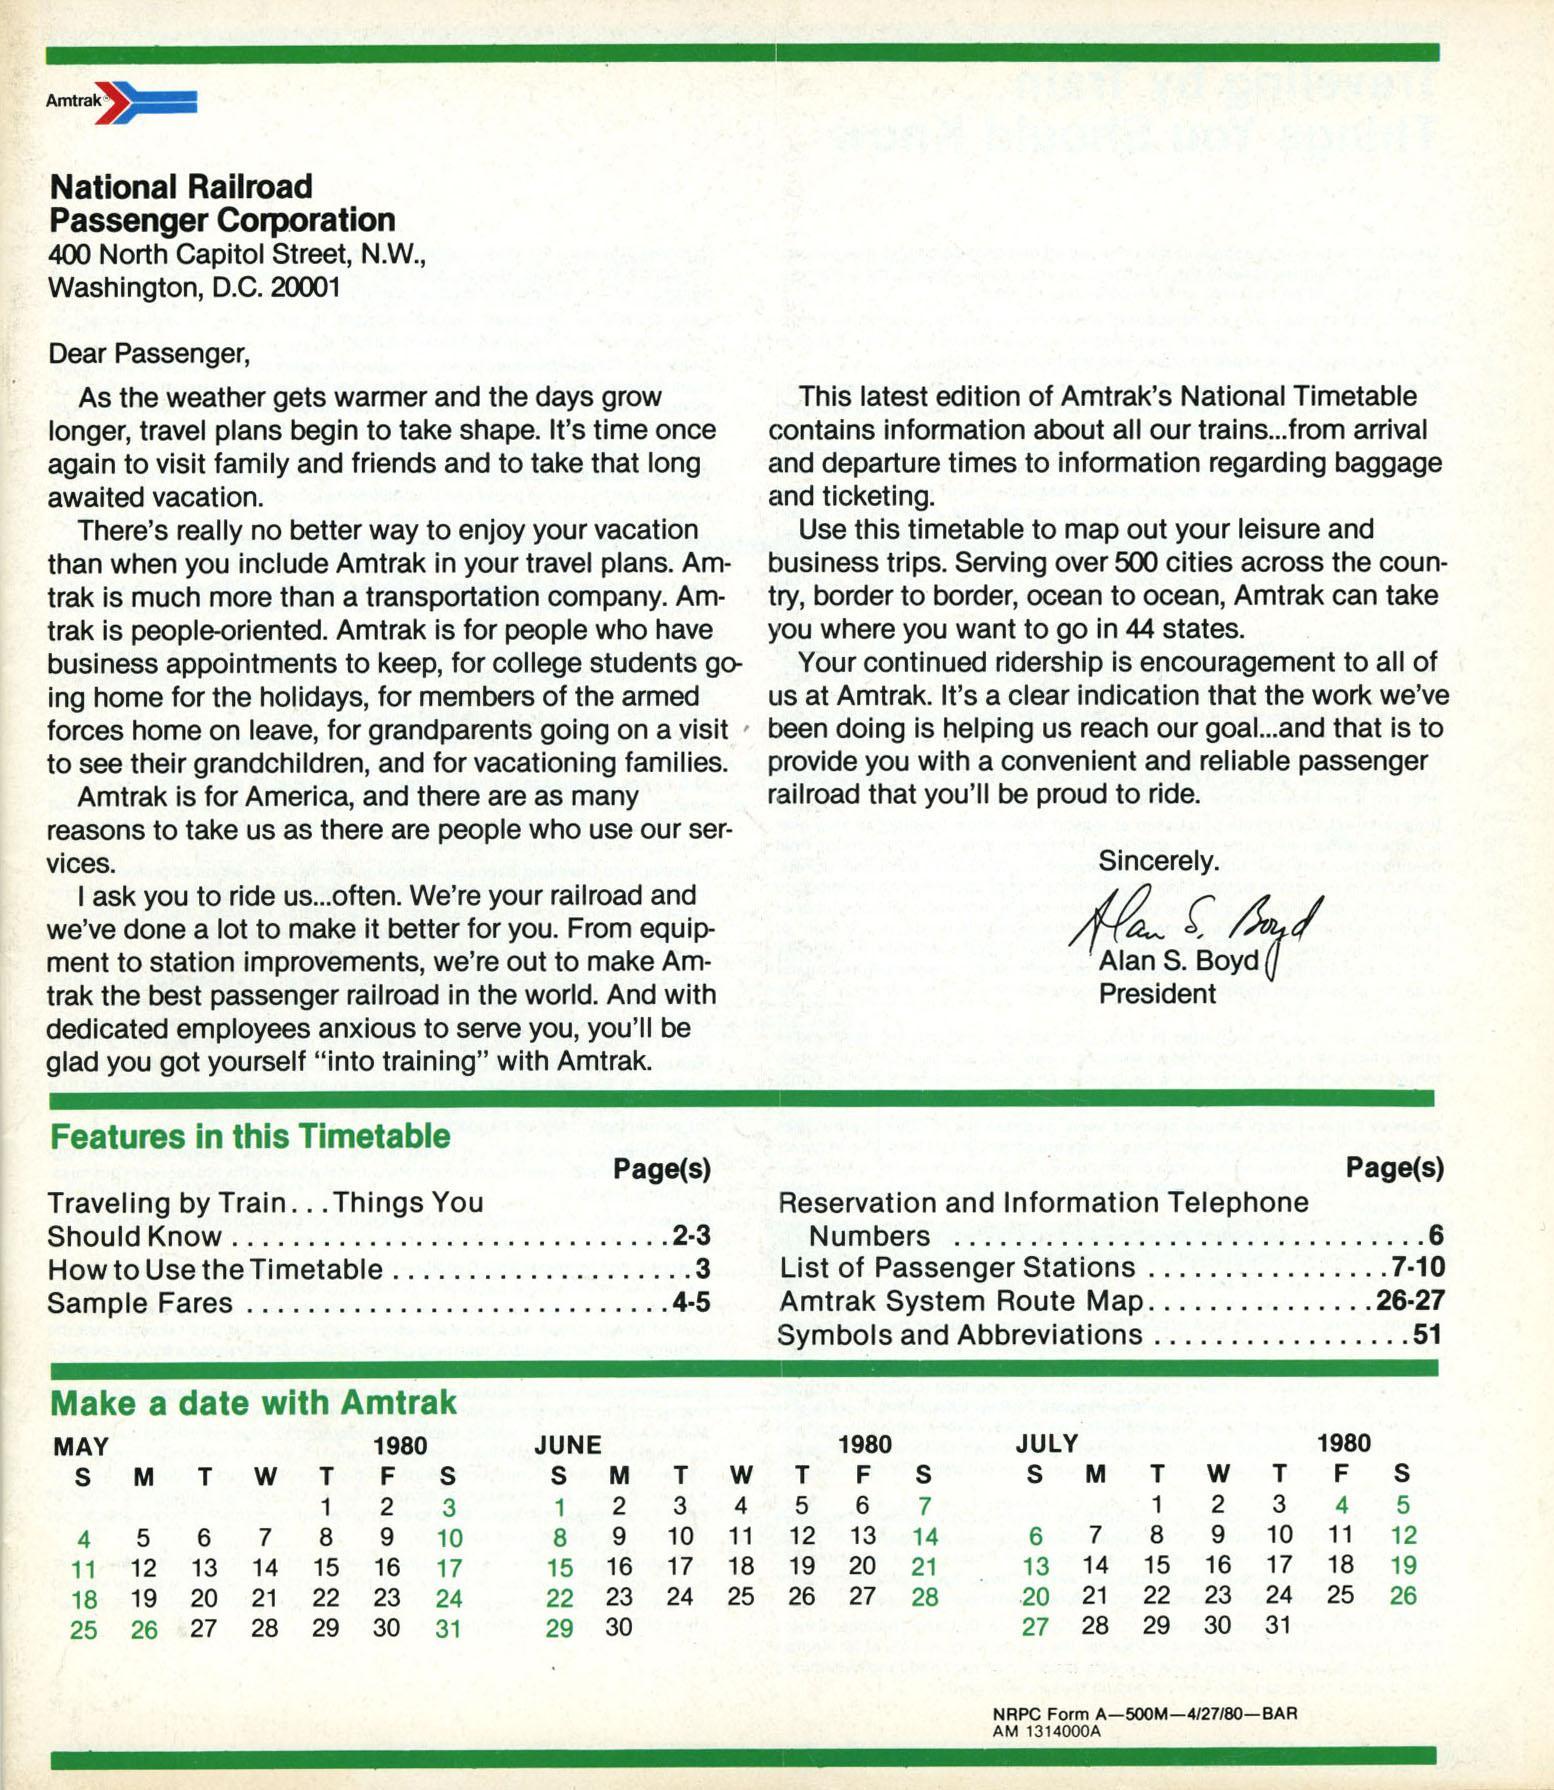 Amtrak®
National Railroad
Passenger Corporation
400 North Capitol Street, N.W.,
Washington, D.C. 20001
Dear Passenger,
As the weather gets warmer and the days grow
longer, travel plans begin to take shape. It's time once
again to visit family and friends and to take that long
awaited vacation.
There's really no better way to enjoy your vacation
than when you include Amtrak in your travel plans. Am-
trak is much more than a transportation company. Am-
trak is people-oriented. Amtrak is for people who have
business appointments to keep, for college students go-
ing home for the holidays, for members of the armed
forces home on leave, for grandparents going on a visit
to see their grandchildren, and for vacationing families.
Amtrak is for America, and there are as many
reasons to take us as there are people who use our ser-
vices.
I ask you to ride us...often. We're your railroad and
we've done a lot to make it better for you. From equip-
ment to station improvements, we're out to make Am-
trak the best passenger railroad in the world. And with
dedicated employees anxious to serve you, you'll be
glad you got yourself "into training" with Amtrak.
This latest edition of Amtrak's National Timetable
contains information about all our trains...from arrival
and departure times to information regarding baggage
and ticketing.
Use this timetable to map out your leisure and
business trips. Serving over 500 cities across the coun-
try, border to border, ocean to ocean, Amtrak can take
you where you want to go in 44 states.
Your continued ridership is encouragement to all of
us at Amtrak. It's a clear indication that the work we've
been doing is helping us reach our goal...and that is to
provide you with a convenient and reliable passenger
railroad that you'll be proud to ride.
Sincerely.
Alan S. Boyd
Alan S. Boyd
President
Features in this Timetable
Page(s)
Traveling by Train...Things You
Should Know ............................. 2-3
How to Use the Timetable .................... 3
Sample Fares ............................ 4-5
Page(s)
Reservation and Information Telephone
Numbers ............................... 6
List of Passenger Stations ................ 7-10
Amtrak System Route Map............... 26-27
Symbols and Abbreviations ................. 51
Make a date with Amtrak
MAY 1980
S M T W T F S
1 2 3
4 5 6 7 8 9 10
11 12 13 14 15 16 17
18 19 20 21 22 23 24
25 26 27 28 29 30 31
JUNE 1980
S M T W T F S
1 2 3 4 5 6 7
8 9 10 11 12 13 14
15 16 17 18 19 20 21
22 23 24 25 26 27 28
29 30
JULY 1980
S M T W T F S
1 2 3 4 5
6 7 8 9 10 11 12
13 14 15 16 17 18 19
20 21 22 23 24 25 26
27 28 29 30 31
NRPC Form A—500M—4/27/80—BAR
AM 1314000A